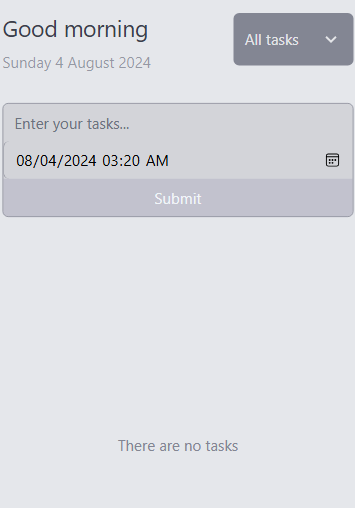 Good morning
All tasks
Sunday 4 August 2024
Enter your tasks...
08/04/2024 03:20 AM
Submit
There are no tasks